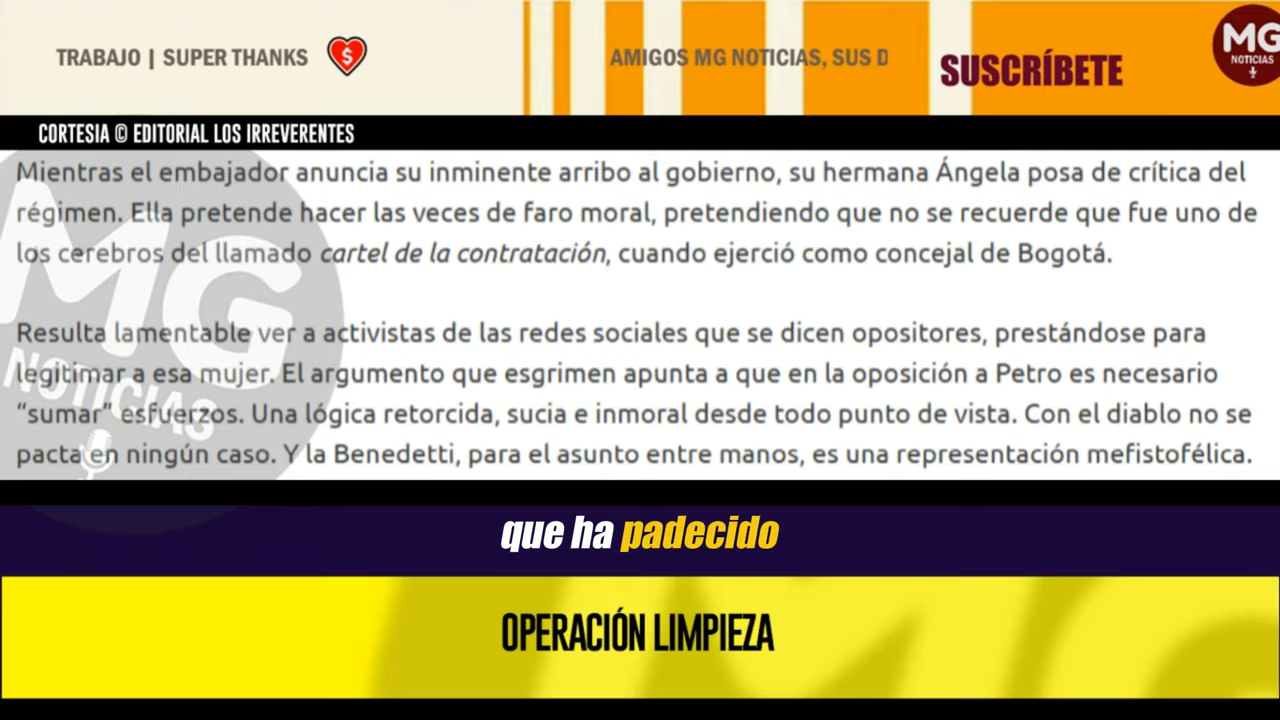 TRABAJO | SUPER THANKS
AMIGOS MG NOTICIAS, SUS D
SUSCRÍBETE
MG
NOTICIAS
CORTESIA © EDITORIAL LOS IRREVERENTES
Mientras el embajador anuncia su inminente arribo al gobierno, su hermana Ángela posa de crítica del
régimen. Ella pretende hacer las veces de faro moral, pretendiendo que no se recuerde que fue uno de
los cerebros del llamado cartel de la contratación, cuando ejerció como concejal de Bogotá.
Resulta lamentable ver a activistas de las redes sociales que se dicen opositores, prestándose para
legitimar a esa mujer. El argumento que esgrimen apunta a que en la oposición a Petro es necesario
“sumar” esfuerzos. Una lógica retorcida, sucia e inmoral desde todo punto de vista. Con el diablo no se
pacta en ningún caso. Y la Benedetti, para el asunto entre manos, es una representación mefistofélica.
MG
NOTICIAS
que ha padecido
OPERACIÓN LIMPIEZA